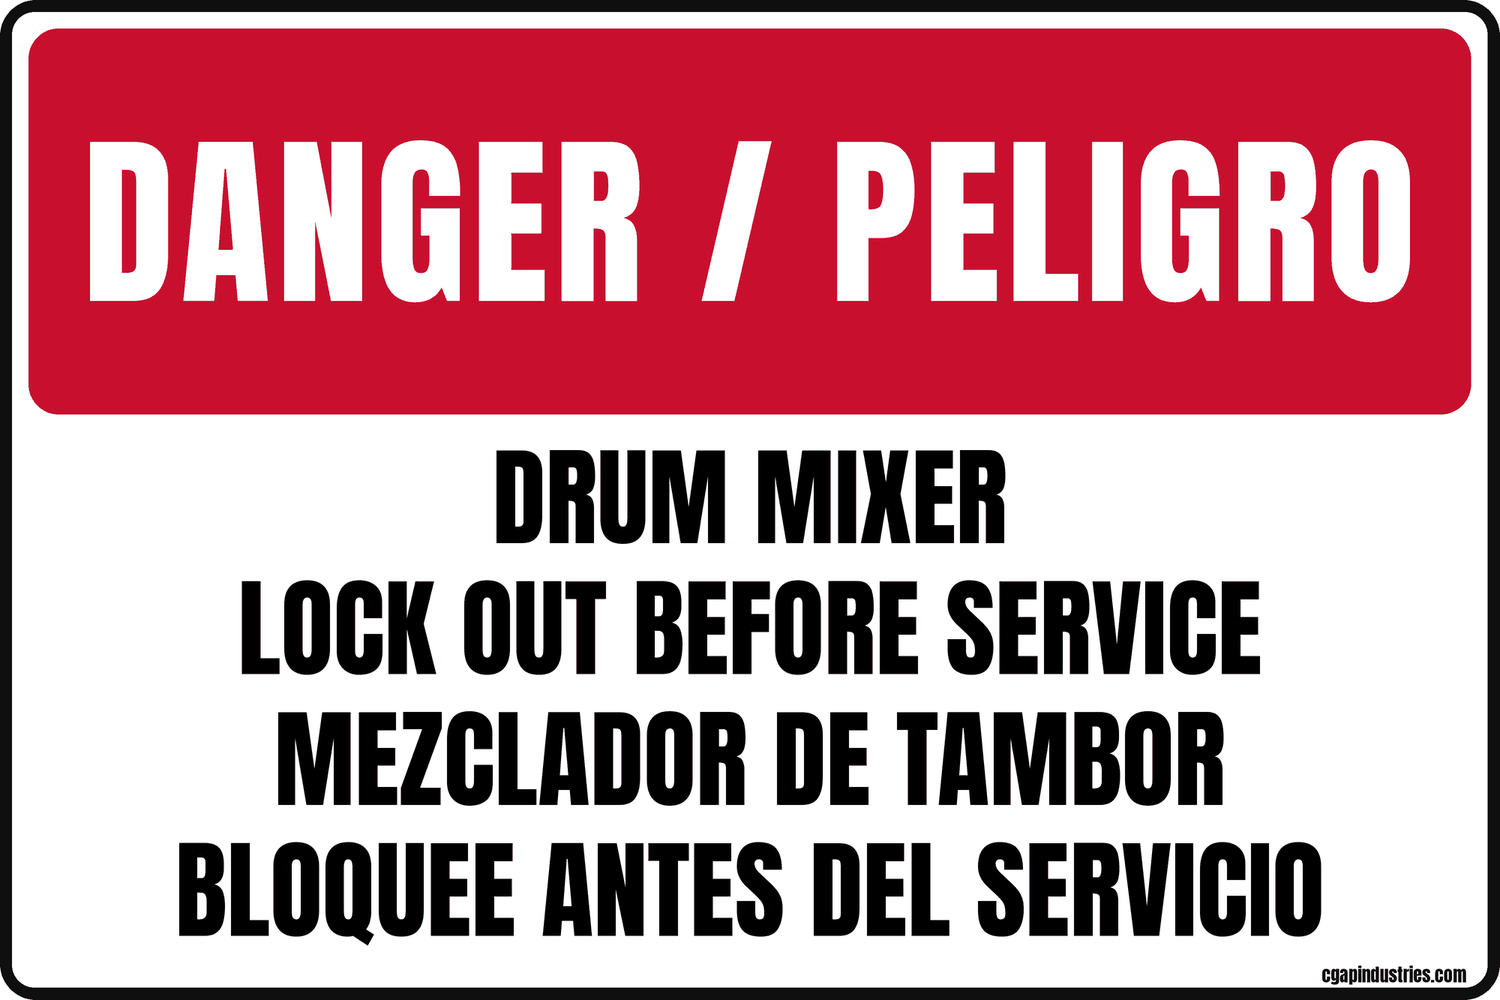 DANGER / PELIGRO
DRUM MIXER
LOCK OUT BEFORE SERVICE
MEZCLADOR DE TAMBOR
BLOQUEE ANTES DEL SERVICIO
cgapindustries.com